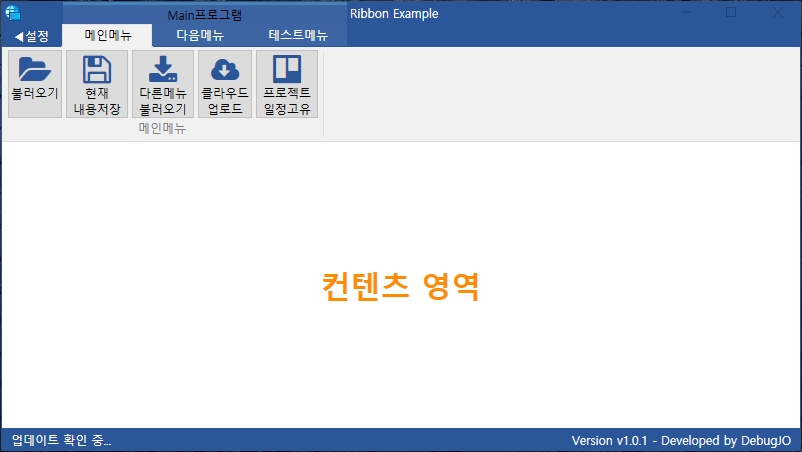 Main프로그램
Ribbon Example
◀설정
메인메뉴
다음메뉴
테스트메뉴
불러오기
현재
내용저장
다른메뉴
불러오기
클라우드
업로드
프로젝트
일정고유
메인메뉴
컨텐츠 영역
업데이트 확인 중...
Version v1.0.1 - Developed by DebugJO